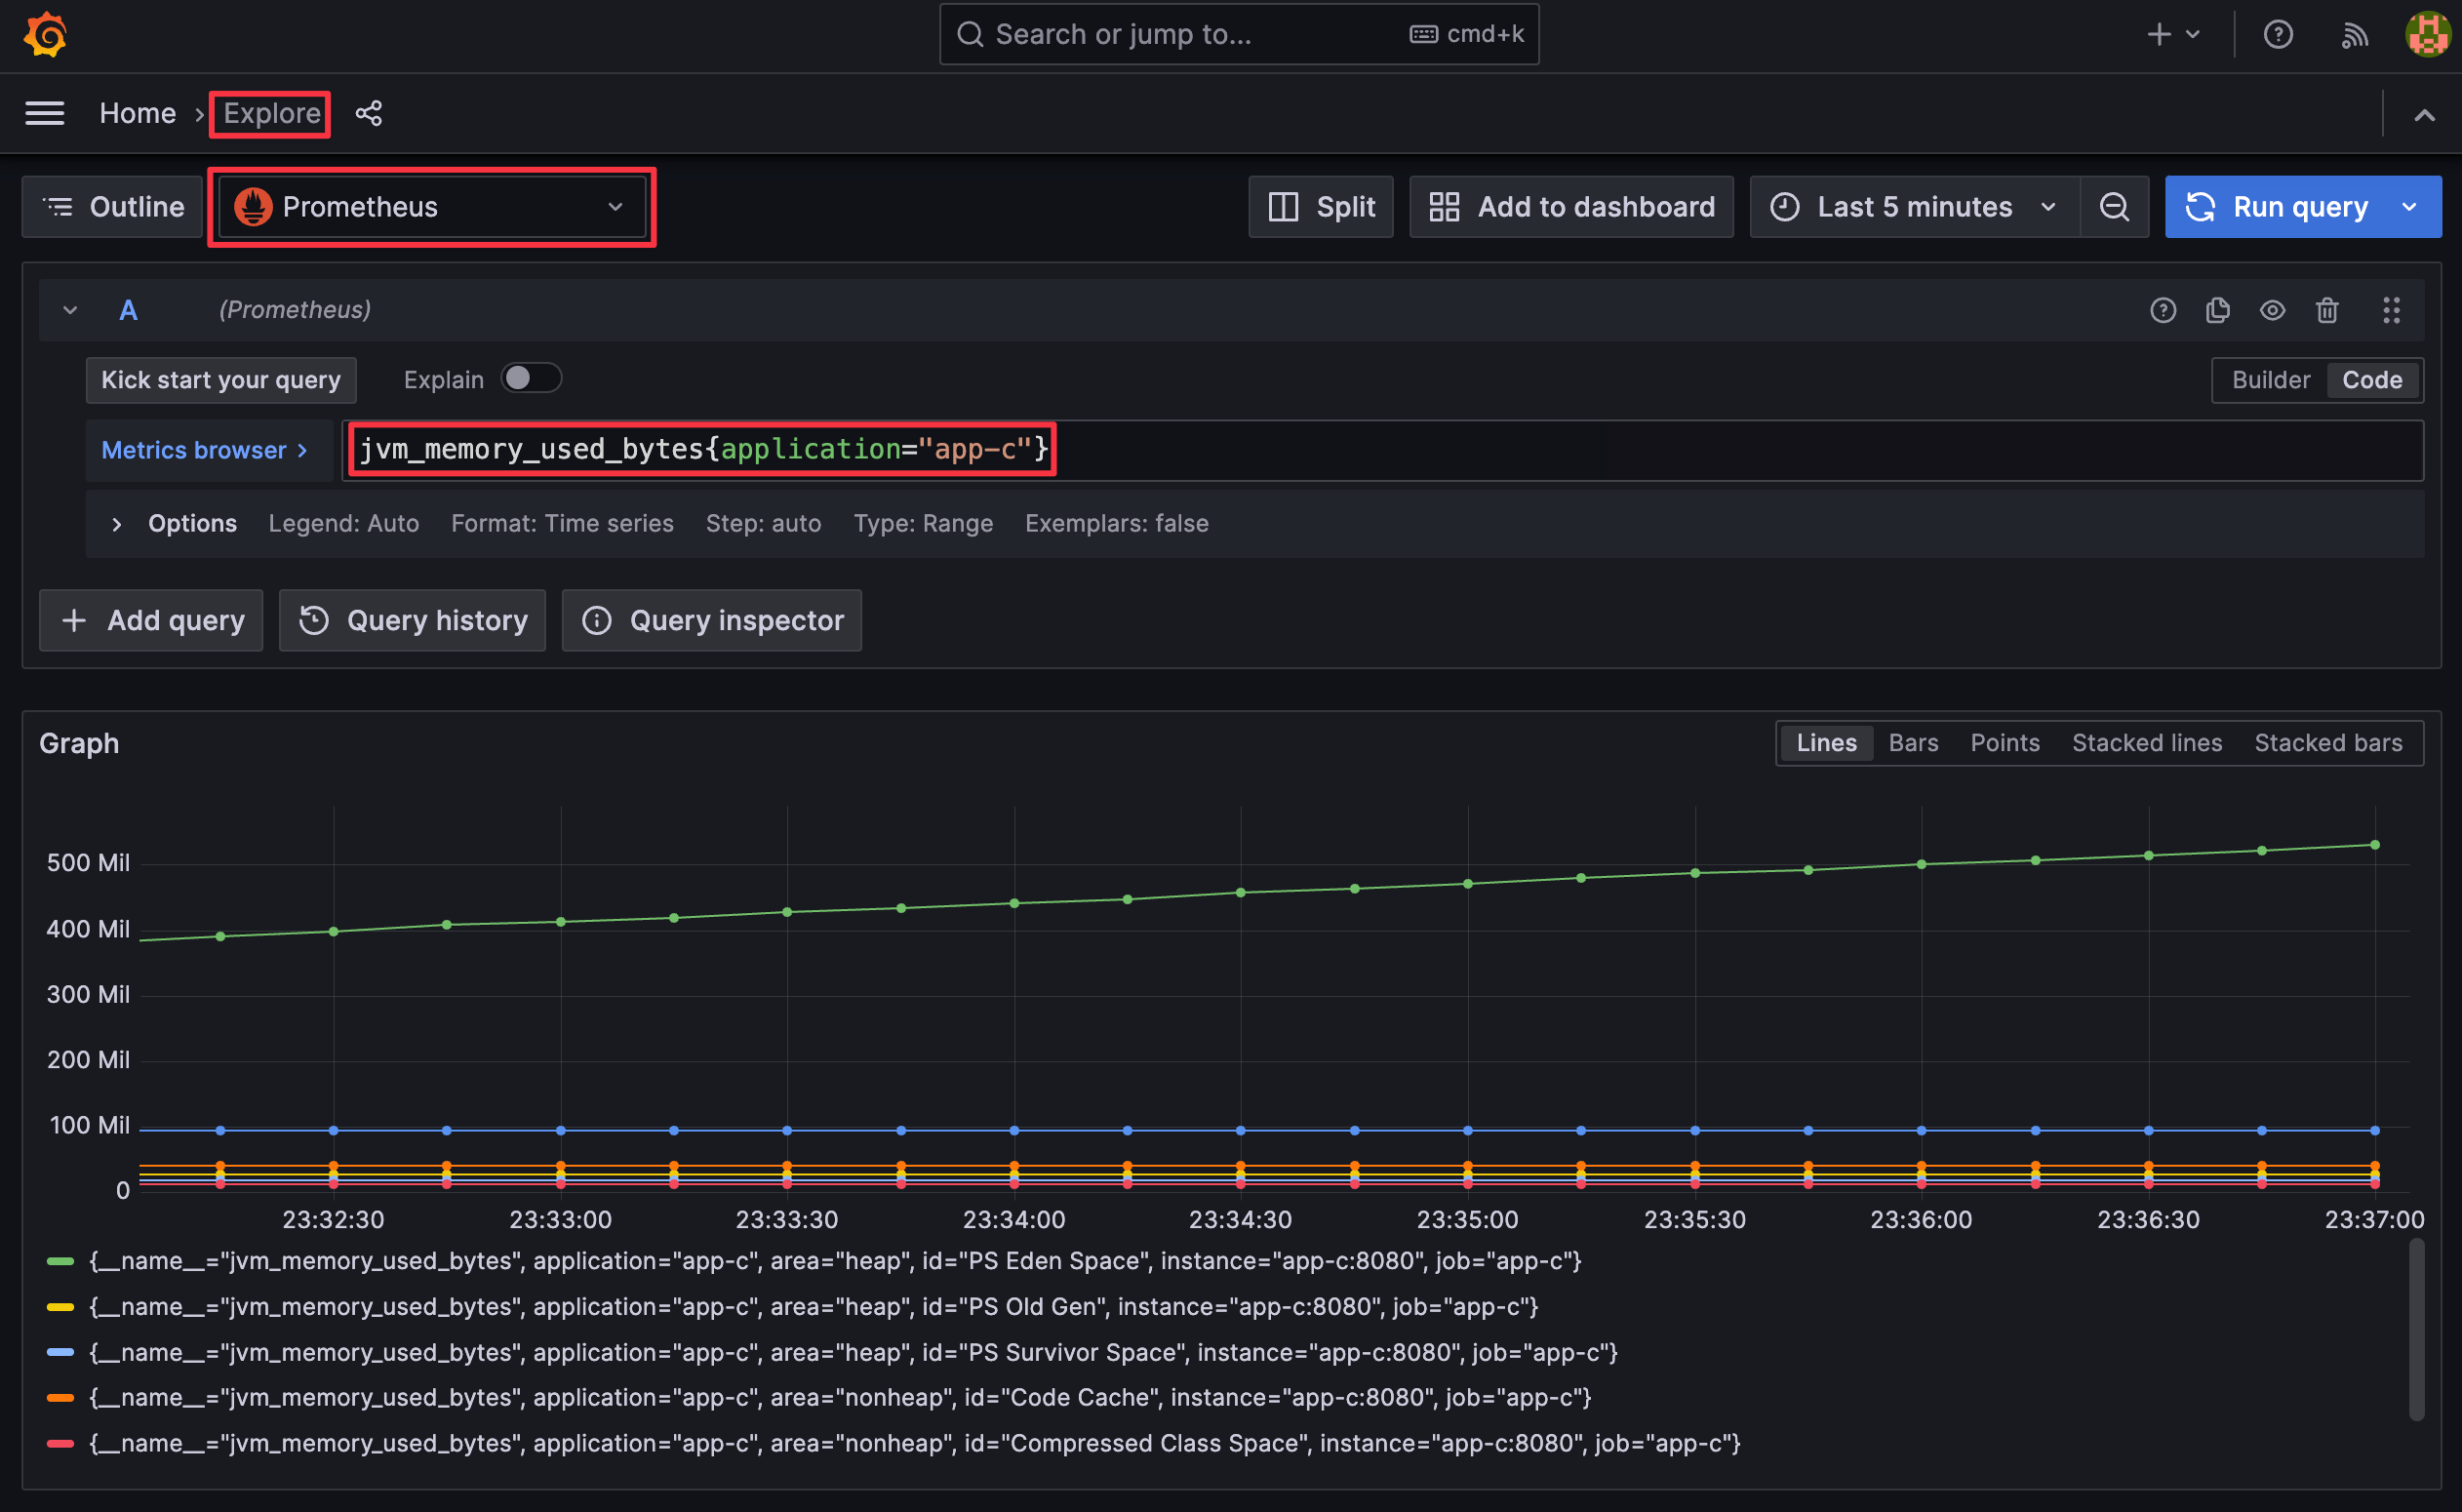 Search or jump to... cmd+k
Home › Explore
Outline Prometheus Split Add to dashboard Last 5 minutes Run query
A (Prometheus)
Kick start your query Explain Builder Code
Metrics browser > jvm_memory_used_bytes{application="app-c"}
Options Legend: Auto Format: Time series Step: auto Type: Range Exemplars: false
+ Add query Query history Query inspector
Graph Lines Bars Points Stacked lines Stacked bars
500 Mil
400 Mil
300 Mil
200 Mil
100 Mil
0
23:32:30 23:33:00 23:33:30 23:34:00 23:34:30 23:35:00 23:35:30 23:36:00 23:36:30 23:37:00
{__name__="jvm_memory_used_bytes", application="app-c", area="heap", id="PS Eden Space", instance="app-c:8080", job="app-c"}
{__name__="jvm_memory_used_bytes", application="app-c", area="heap", id="PS Old Gen", instance="app-c:8080", job="app-c"}
{__name__="jvm_memory_used_bytes", application="app-c", area="heap", id="PS Survivor Space", instance="app-c:8080", job="app-c"}
{__name__="jvm_memory_used_bytes", application="app-c", area="nonheap", id="Code Cache", instance="app-c:8080", job="app-c"}
{__name__="jvm_memory_used_bytes", application="app-c", area="nonheap", id="Compressed Class Space", instance="app-c:8080", job="app-c"}